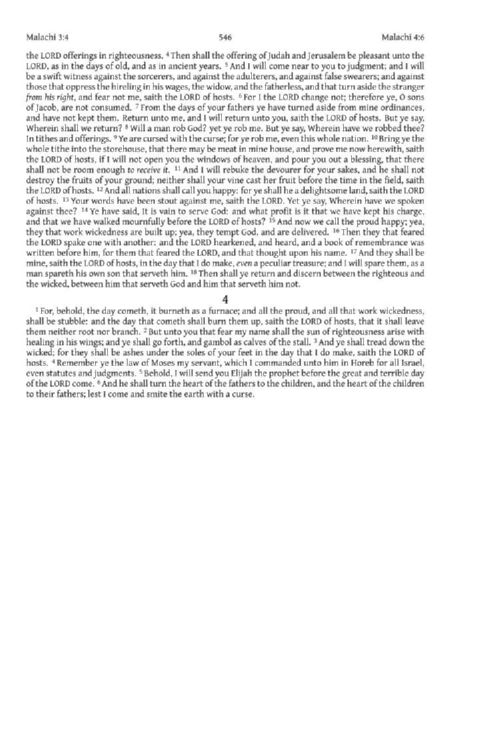 Malachi 3:4 546 Malachi 4:6
the LORD offerings in righteousness. 4 Then shall the offering of Judah and Jerusalem be pleasant unto the
LORD, as in the days of old, and as in ancient years. 5 And I will come near to you to judgment; and I will
be a swift witness against the sorcerers, and against the adulterers, and against false swearers; and against
those that oppress the hireling in his wages, the widow, and the fatherless, and that turn aside the stranger
from his right, and fear not me, saith the LORD of hosts. 6 For I the LORD change not; therefore ye, O sons
of Jacob, are not consumed. 7 From the days of your fathers ye have turned aside from mine ordinances,
and have not kept them. Return unto me, and I will return unto you, saith the LORD of hosts. But ye say,
Wherein shall we return? 8 Will a man rob God? yet ye rob me. But ye say, Wherein have we robbed thee?
In tithes and offerings. 9 Ye are cursed with the curse; for ye rob me, even this whole nation. 10 Bring ye the
whole tithe into the storehouse, that there may be meat in mine house, and prove me now herewith, saith
the LORD of hosts, if I will not open you the windows of heaven, and pour you out a blessing, that there
shall not be room enough to receive it. 11 And I will rebuke the devourer for your sakes, and he shall not
destroy the fruits of your ground; neither shall your vine cast her fruit before the time in the field, saith
the LORD of hosts. 12 And all nations shall call you happy: for ye shall be a delightsome land, saith the LORD
of hosts. 13 Your words have been stout against me, saith the LORD. Yet ye say, Wherein have we spoken
against thee? 14 Ye have said, It is vain to serve God: and what profit is it that we have kept his charge,
and that we have walked mournfully before the LORD of hosts? 15 And now we call the proud happy; yea,
they that work wickedness are built up; yea, they tempt God, and are delivered. 16 Then they that feared
the LORD spake one with another: and the LORD hearkened, and heard, and a book of remembrance was
written before him, for them that feared the LORD, and that thought upon his name. 17 And they shall be
mine, saith the LORD of hosts, in the day that I do make, even a peculiar treasure; and I will spare them, as a
man spareth his own son that serveth him. 18 Then shall ye return and discern between the righteous and
the wicked, between him that serveth God and him that serveth him not.
4
1 For, behold, the day cometh, it burneth as a furnace; and all the proud, and all that work wickedness,
shall be stubble: and the day that cometh shall burn them up, saith the LORD of hosts, that it shall leave
them neither root nor branch. 2 But unto you that fear my name shall the sun of righteousness arise with
healing in his wings; and ye shall go forth, and gambol as calves of the stall. 3 And ye shall tread down the
wicked; for they shall be ashes under the soles of your feet in the day that I do make, saith the LORD of
hosts. 4 Remember ye the law of Moses my servant, which I commanded unto him in Horeb for all Israel,
even statutes and judgments. 5 Behold, I will send you Elijah the prophet before the great and terrible day
of the LORD come. 6 And he shall turn the heart of the fathers to the children, and the heart of the children
to their fathers; lest I come and smite the earth with a curse.